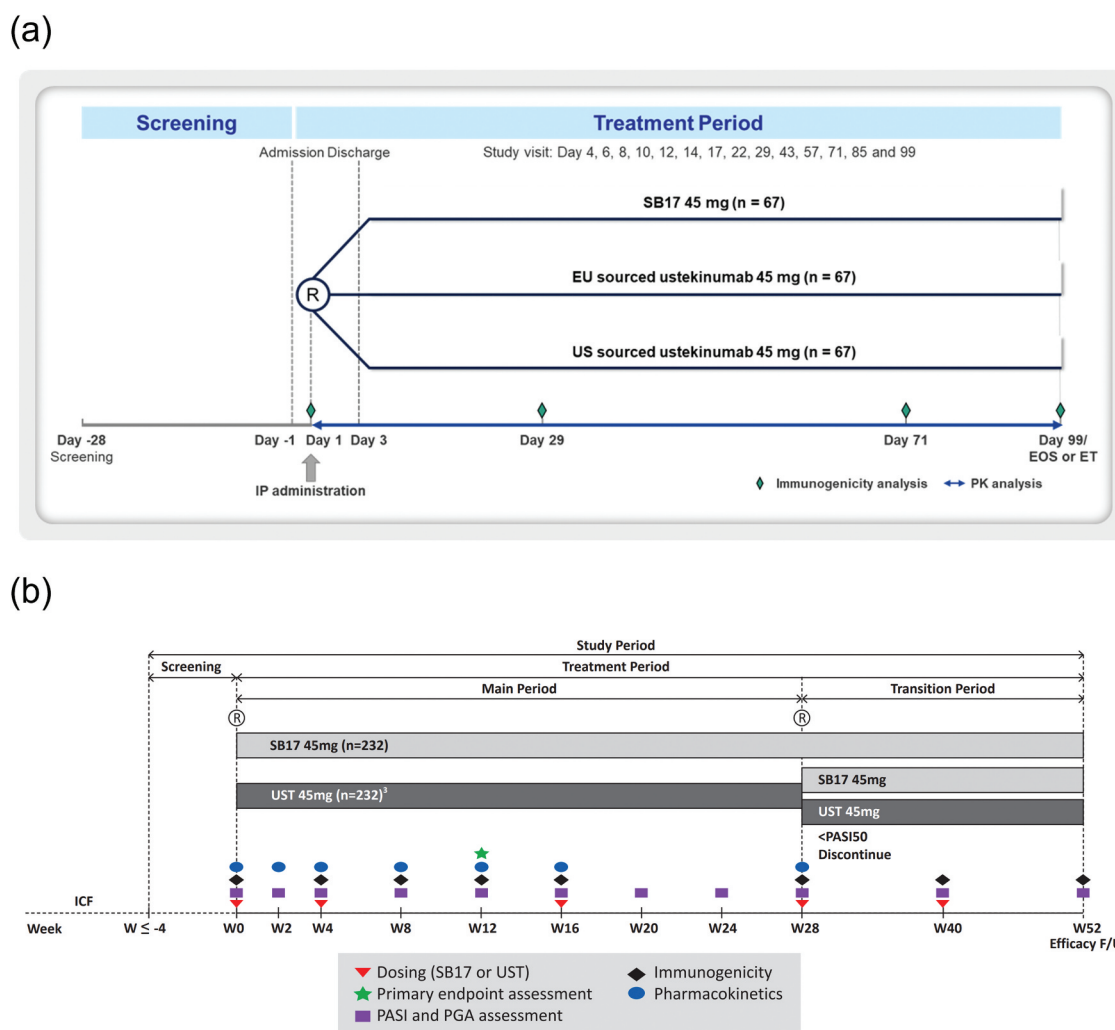 (a)
Screening Treatment Period
Admission Discharge Study visit: Day 4, 6, 8, 10, 12, 14, 17, 22, 29, 43, 57, 71, 85 and 99
SB17 45 mg (n = 67)
EU sourced ustekinumab 45 mg (n = 67)
R
US sourced ustekinumab 45 mg (n = 67)
Day -28 Day -1 Day 1 Day 3 Day 29 Day 71 Day 99/
Screening EOS or ET
IP administration
Immunogenicity analysis PK analysis
(b)
Study Period
Screening Treatment Period
Main Period Transition Period
R R
SB17 45mg (n=232)
SB17 45mg
UST 45mg (n=232)³
UST 45mg
<PASI50
Discontinue
ICF
Week W ≤ -4 W0 W2 W4 W8 W12 W16 W20 W24 W28 W40 W52
Efficacy F/U
Dosing (SB17 or UST) Immunogenicity
Primary endpoint assessment Pharmacokinetics
PASI and PGA assessment